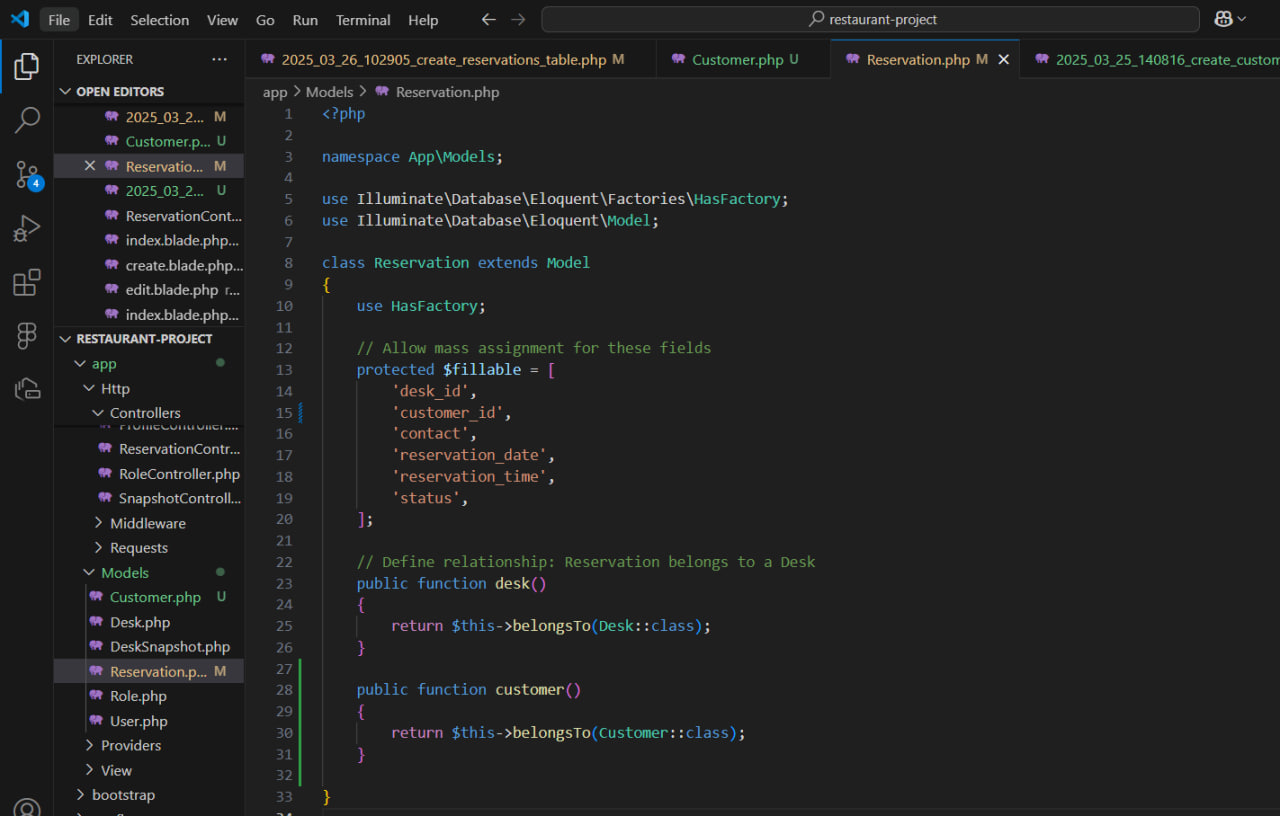 File Edit Selection View Go Run Terminal Help restaurant-project
EXPLORER
OPEN EDITORS
2025_03_2... M
Customer.p... U
Reservatio... M
2025_03_2... U
ReservationCont...
index.blade.php...
create.blade.php...
edit.blade.php r...
index.blade.php...
RESTAURANT-PROJECT
app
Http
Controllers
ProfileController....
ReservationContr...
RoleController.php
SnapshotControll...
Middleware
Requests
Models
Customer.php U
Desk.php
DeskSnapshot.php
Reservation.p... M
Role.php
User.php
Providers
View
bootstrap
4
2025_03_26_102905_create_reservations_table.php M
Customer.php U
Reservation.php M
2025_03_25_140816_create_custom
app > Models > Reservation.php
1 <?php
2
3 namespace App\Models;
4
5 use Illuminate\Database\Eloquent\Factories\HasFactory;
6 use Illuminate\Database\Eloquent\Model;
7
8 class Reservation extends Model
9 {
10 use HasFactory;
11
12 // Allow mass assignment for these fields
13 protected $fillable = [
14 'desk_id',
15 'customer_id',
16 'contact',
17 'reservation_date',
18 'reservation_time',
19 'status',
20 ];
21
22 // Define relationship: Reservation belongs to a Desk
23 public function desk()
24 {
25 return $this->belongsTo(Desk::class);
26 }
27
28 public function customer()
29 {
30 return $this->belongsTo(Customer::class);
31 }
32
33 }
34